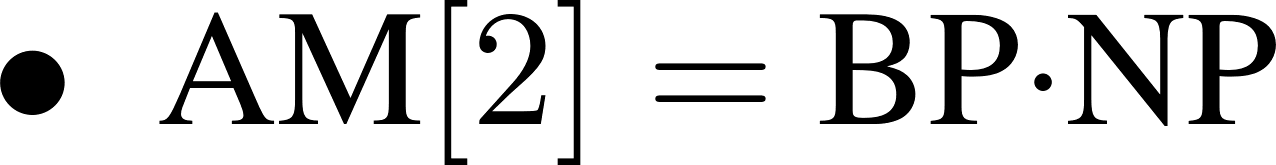 • AM[2] = BP·NP